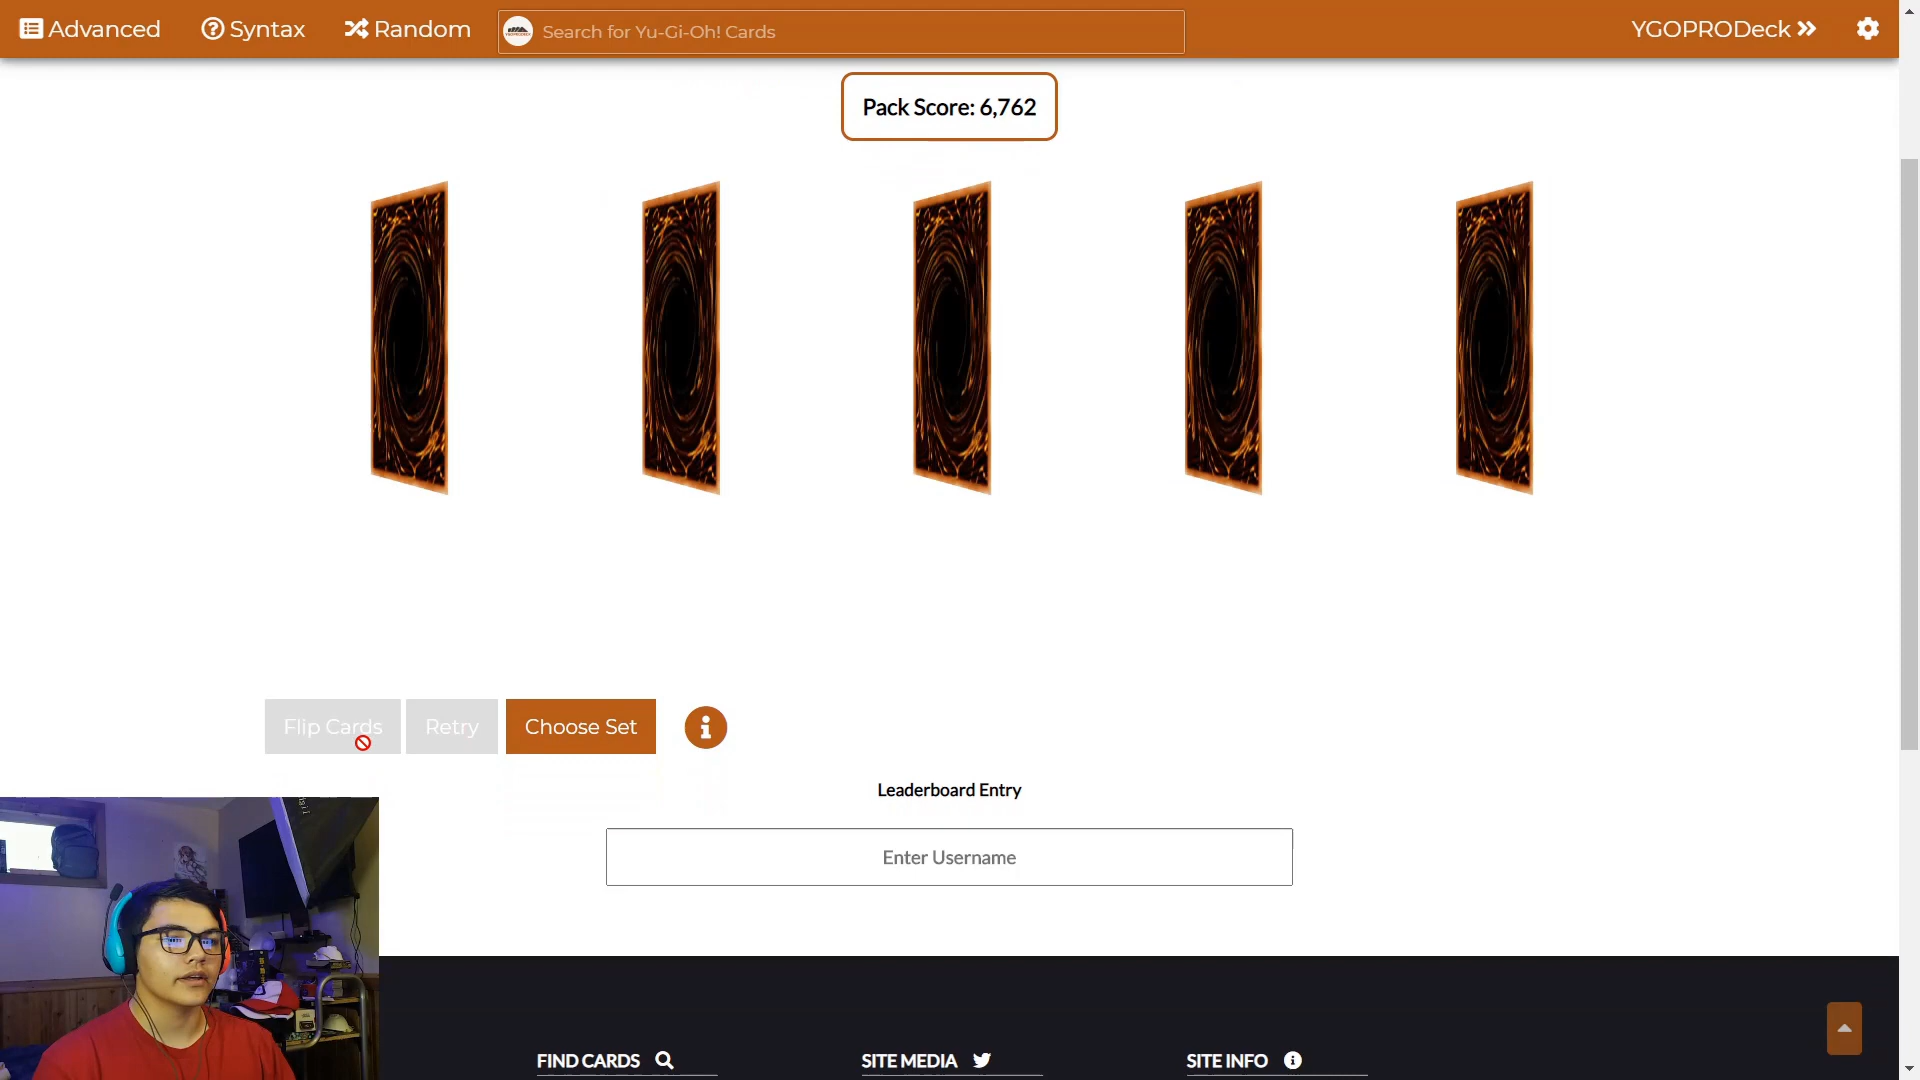 Advanced
Syntax
Random
Search for Yu-Gi-Oh! Cards
YGOPRODeck
Pack Score: 6,762
Flip Cards
Retry
Choose Set
Leaderboard Entry
Enter Username
FIND CARDS
SITE MEDIA
SITE INFO